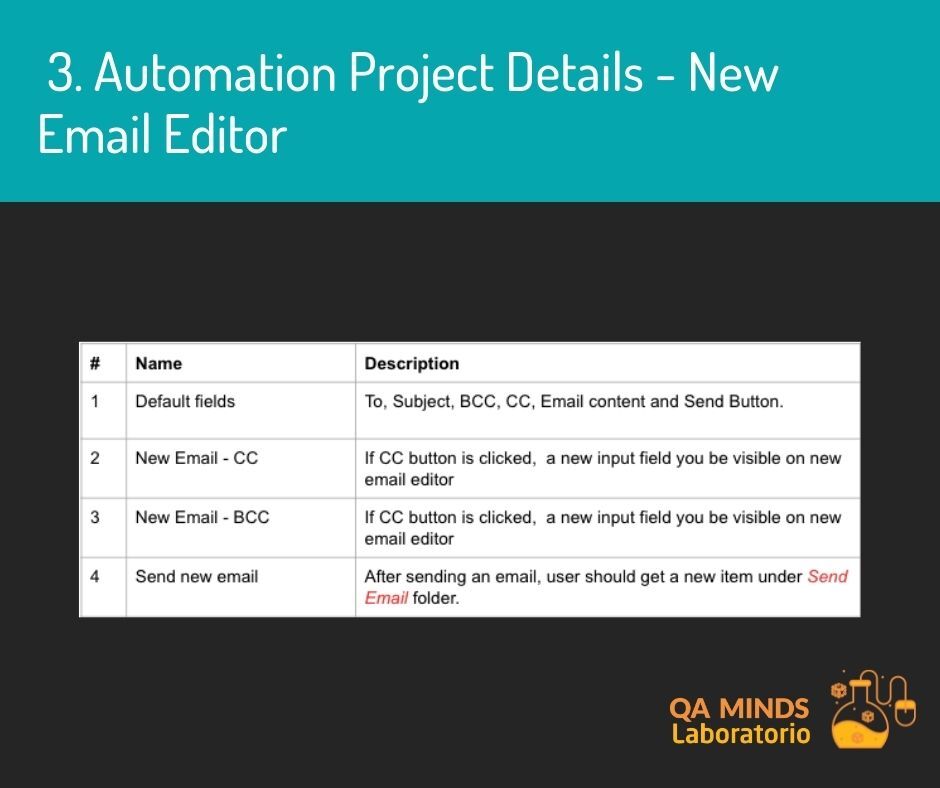 3. Automation Project Details - New
Email Editor
# Name Description
1 Default fields To, Subject, BCC, CC, Email content and Send Button.
2 New Email - CC If CC button is clicked, a new input field you be visible on new
email editor
3 New Email - BCC If CC button is clicked, a new input field you be visible on new
email editor
4 Send new email After sending an email, user should get a new item under Send
Email folder.
QA MINDS
Laboratorio